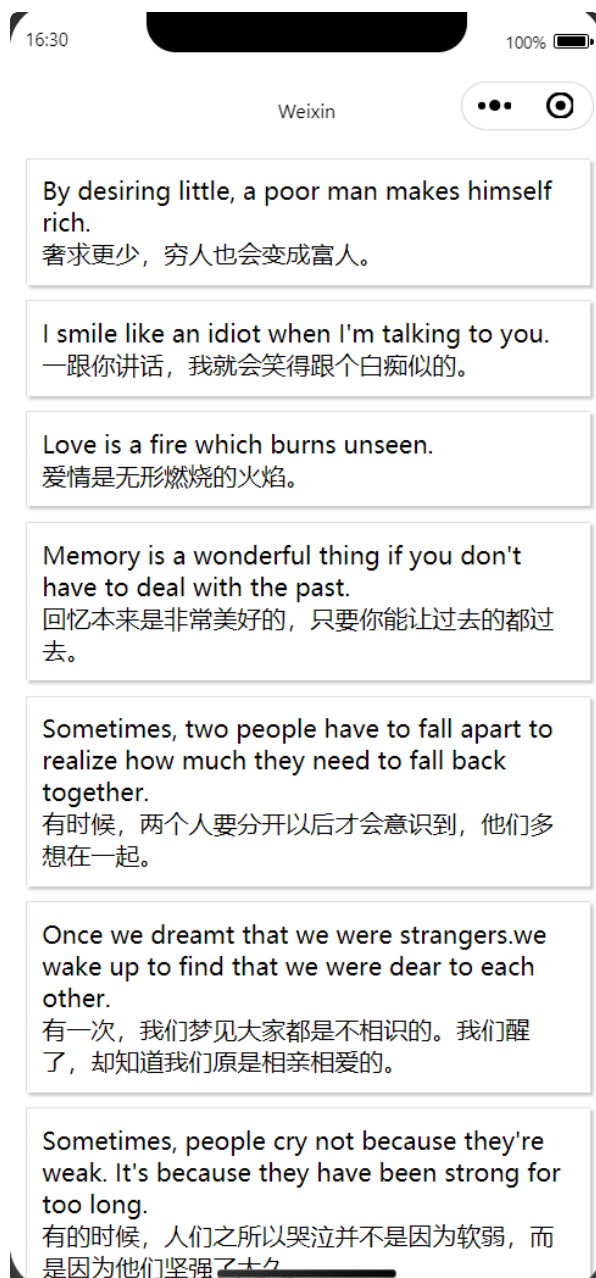 16:30
100%
Weixin
By desiring little, a poor man makes himself
rich.
奢求更少，穷人也会变成富人。
I smile like an idiot when I'm talking to you.
一跟你讲话，我就会笑得跟个白痴似的。
Love is a fire which burns unseen.
爱情是无形燃烧的火焰。
Memory is a wonderful thing if you don't
have to deal with the past.
回忆本来是非常美好的，只要你能让过去的都过
去。
Sometimes, two people have to fall apart to
realize how much they need to fall back
together.
有时候，两个人要分开以后才会意识到，他们多
想在一起。
Once we dreamt that we were strangers.we
wake up to find that we were dear to each
other.
有一次，我们梦见大家都是不相识的。我们醒
了，却知道我们原是相亲相爱的。
Sometimes, people cry not because they're
weak. It's because they have been strong for
too long.
有的时候，人们之所以哭泣并不是因为软弱，而
是因为他们坚强了太久。